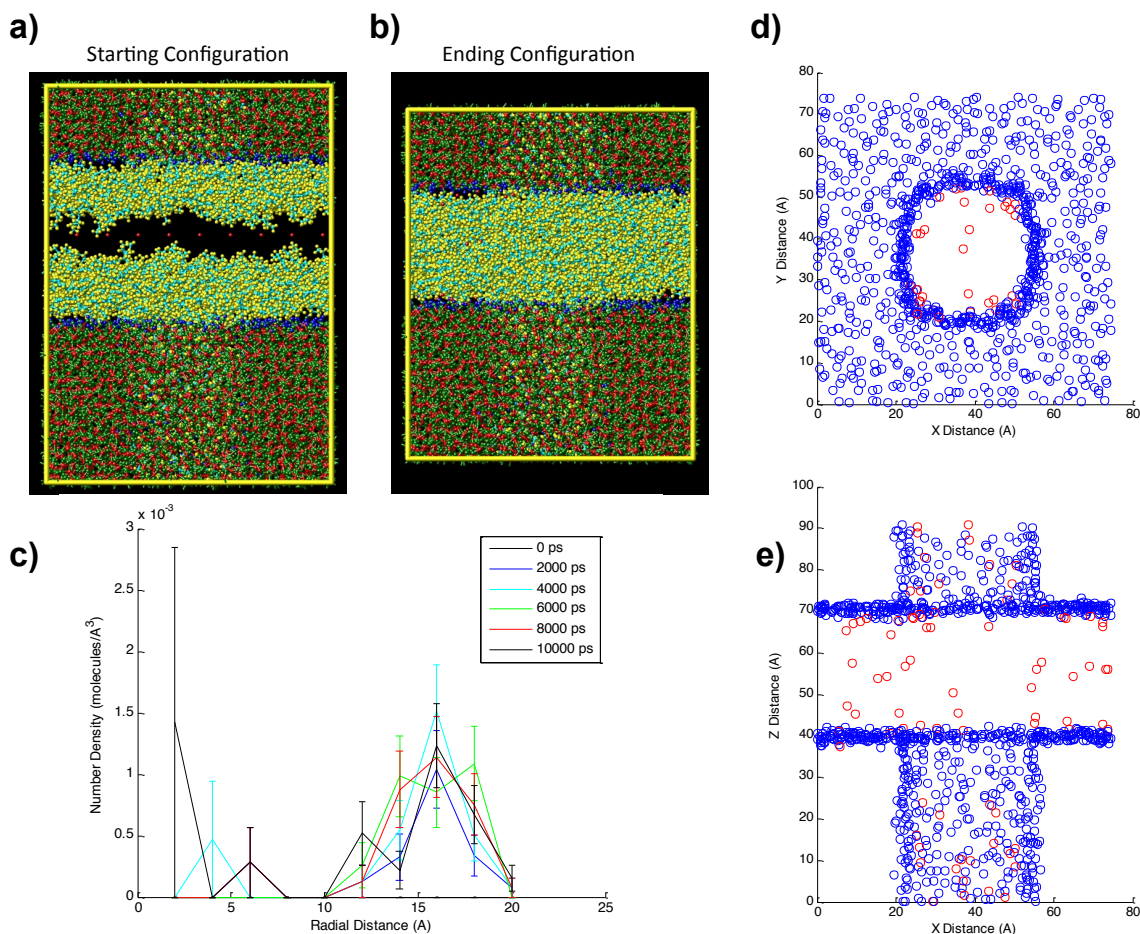 a)
Starting Configuration
b)
Ending Configuration
d)
80
70
60
50
40
30
20
10
0
Y Distance (A)
0
20
40
60
80
X Distance (A)
c)
x 10⁻³
3
2.5
2
1.5
1
0.5
0
Number Density (molecules/A³)
0
5
10
15
20
25
Radial Distance (A)
0 ps
2000 ps
4000 ps
6000 ps
8000 ps
10000 ps
e)
100
90
80
70
60
50
40
30
20
10
0
Z Distance (A)
0
20
40
60
80
X Distance (A)